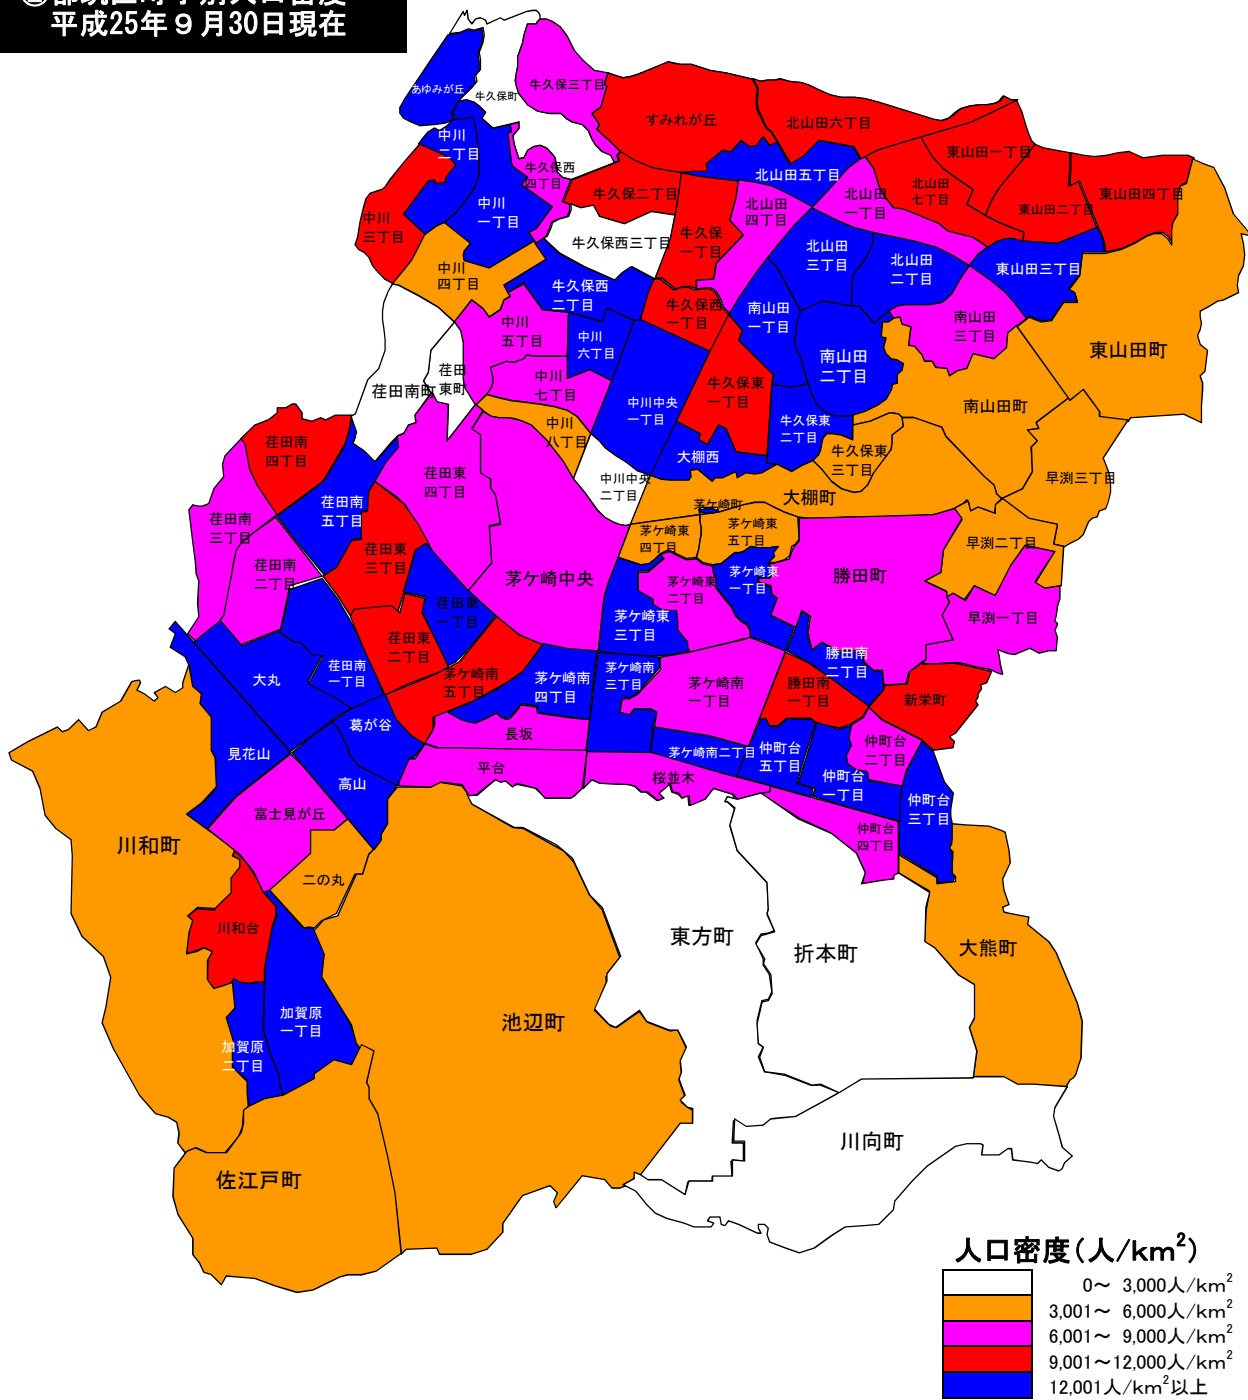 ②都筑区町丁別人口密度
平成25年９月30日現在
あゆみが丘
牛久保町
牛久保三丁目
すみれが丘
北山田六丁目
中川
二丁目
牛久保西
四丁目
北山田五丁目
東山田一丁目
牛久保二丁目
北山田
一丁目
北山田
七丁目
東山田四丁目
中川
一丁目
北山田
四丁目
東山田二丁目
中川
三丁目
牛久保西三丁目
牛久保
一丁目
北山田
三丁目
北山田
二丁目
東山田三丁目
中川
四丁目
牛久保西
二丁目
牛久保西
一丁目
南山田
一丁目
南山田
三丁目
中川
五丁目
中川
六丁目
南山田
二丁目
東山田町
荏田
東町
荏田南町
中川
七丁目
牛久保東
一丁目
中川中央
一丁目
南山田町
牛久保東
二丁目
中川
八丁目
荏田南
四丁目
牛久保東
三丁目
大棚西
荏田東
四丁目
早渕三丁目
中川中央
二丁目
大棚町
茅ケ崎町
荏田南
五丁目
荏田南
三丁目
茅ケ崎東
四丁目
茅ケ崎東
五丁目
早渕二丁目
荏田東
三丁目
荏田南
二丁目
茅ケ崎中央
茅ケ崎東
二丁目
茅ケ崎東
一丁目
勝田町
荏田東
一丁目
茅ケ崎東
三丁目
早渕一丁目
荏田東
二丁目
勝田南
二丁目
荏田南
一丁目
大丸
茅ケ崎南
五丁目
茅ケ崎南
四丁目
茅ケ崎南
三丁目
茅ケ崎南
一丁目
勝田南
一丁目
新栄町
葛が谷
長坂
見花山
茅ケ崎南二丁目
仲町台
五丁目
仲町台
二丁目
平台
桜並木
高山
仲町台
一丁目
仲町台
三丁目
富士見が丘
仲町台
四丁目
川和町
二の丸
川和台
東方町
折本町
大熊町
加賀原
一丁目
池辺町
加賀原
二丁目
川向町
佐江戸町
人口密度(人/km²)
0～ 3,000人/km²
3,001～ 6,000人/km²
6,001～ 9,000人/km²
9,001～12,000人/km²
12,001人/km²以上